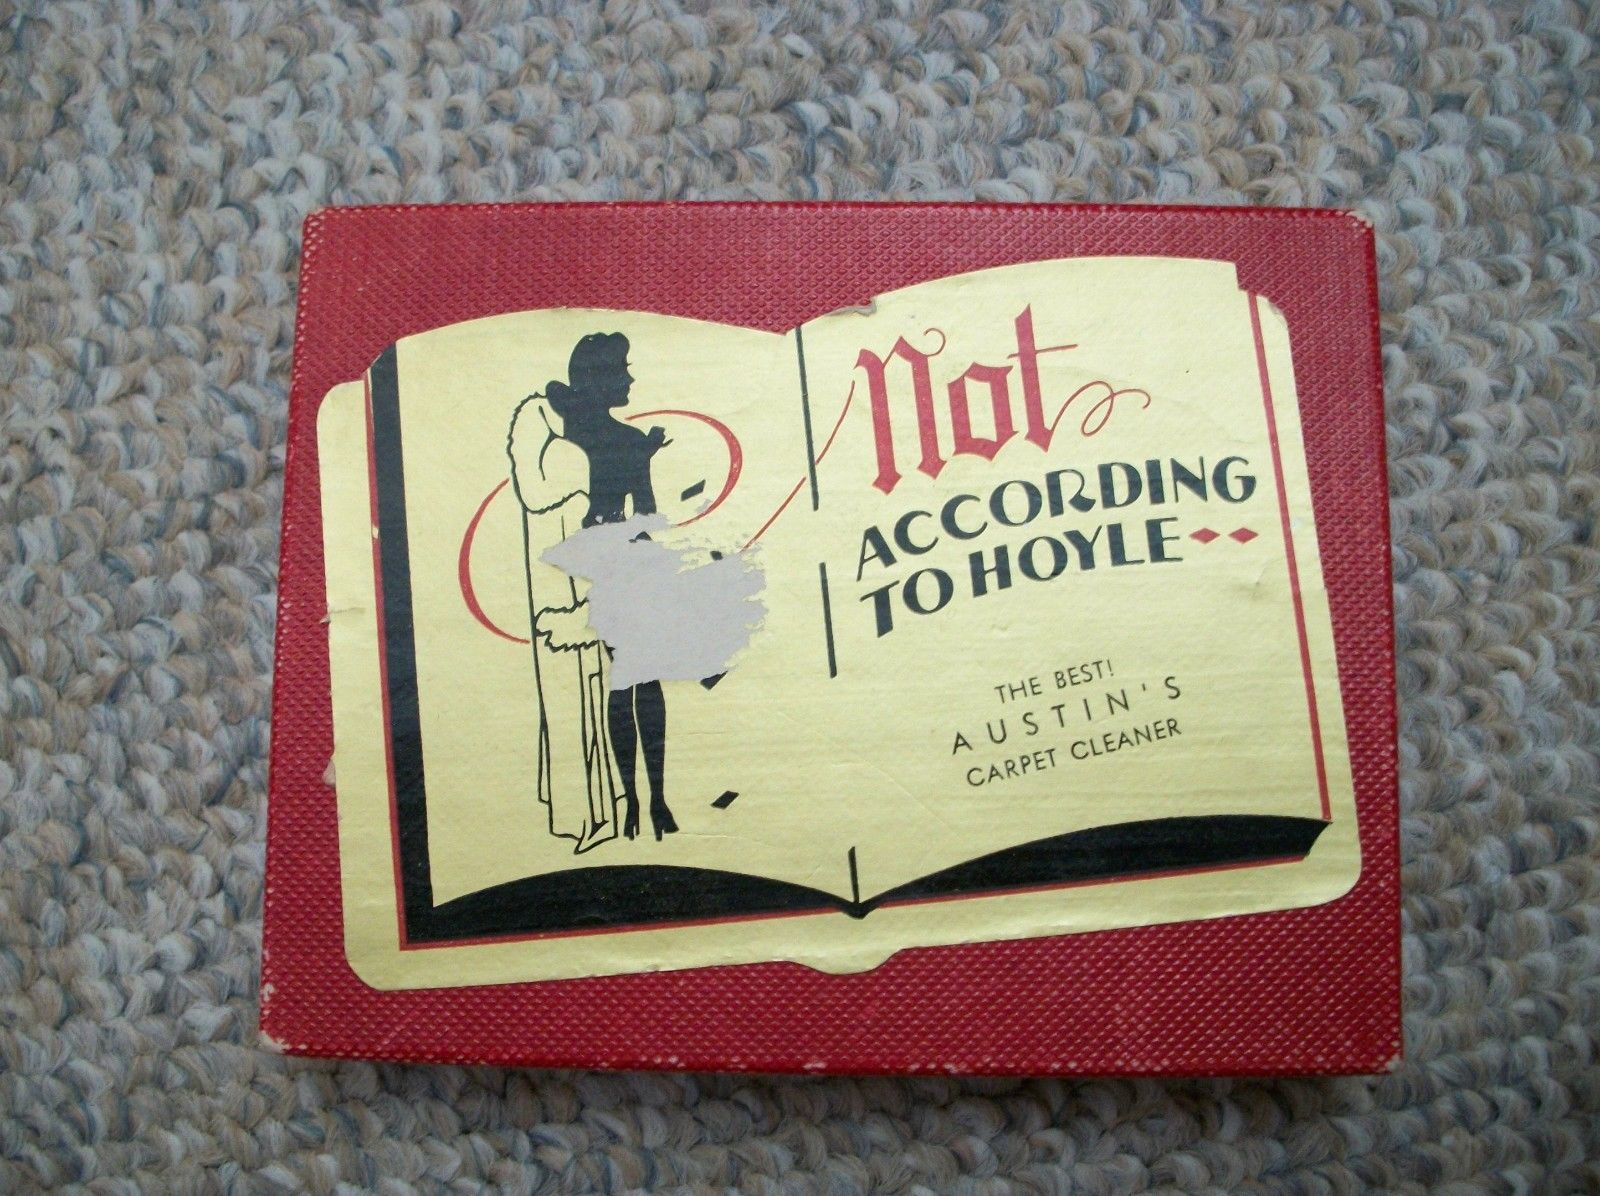 Not
ACCORDING
TO HOYLE
THE BEST!
AUSTIN'S
CARPET CLEANER